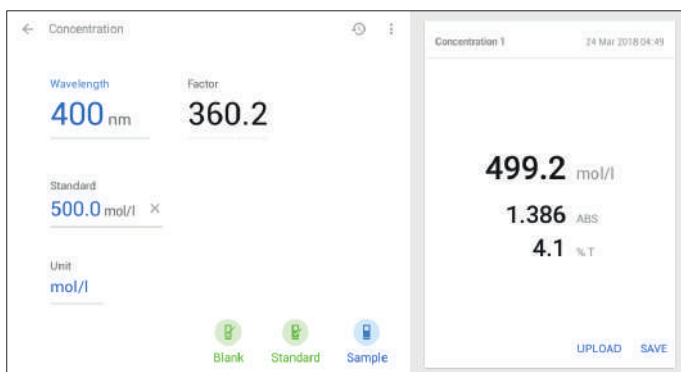 Concentration
Wavelength
400 nm
Factor
360.2
Standard
500.0 mol/l
Unit
mol/l
Blank
Standard
Sample
Concentration 1
24 Mar 2018 04:49
499.2 mol/l
1.386 ABS
4.1 %T
UPLOAD
SAVE